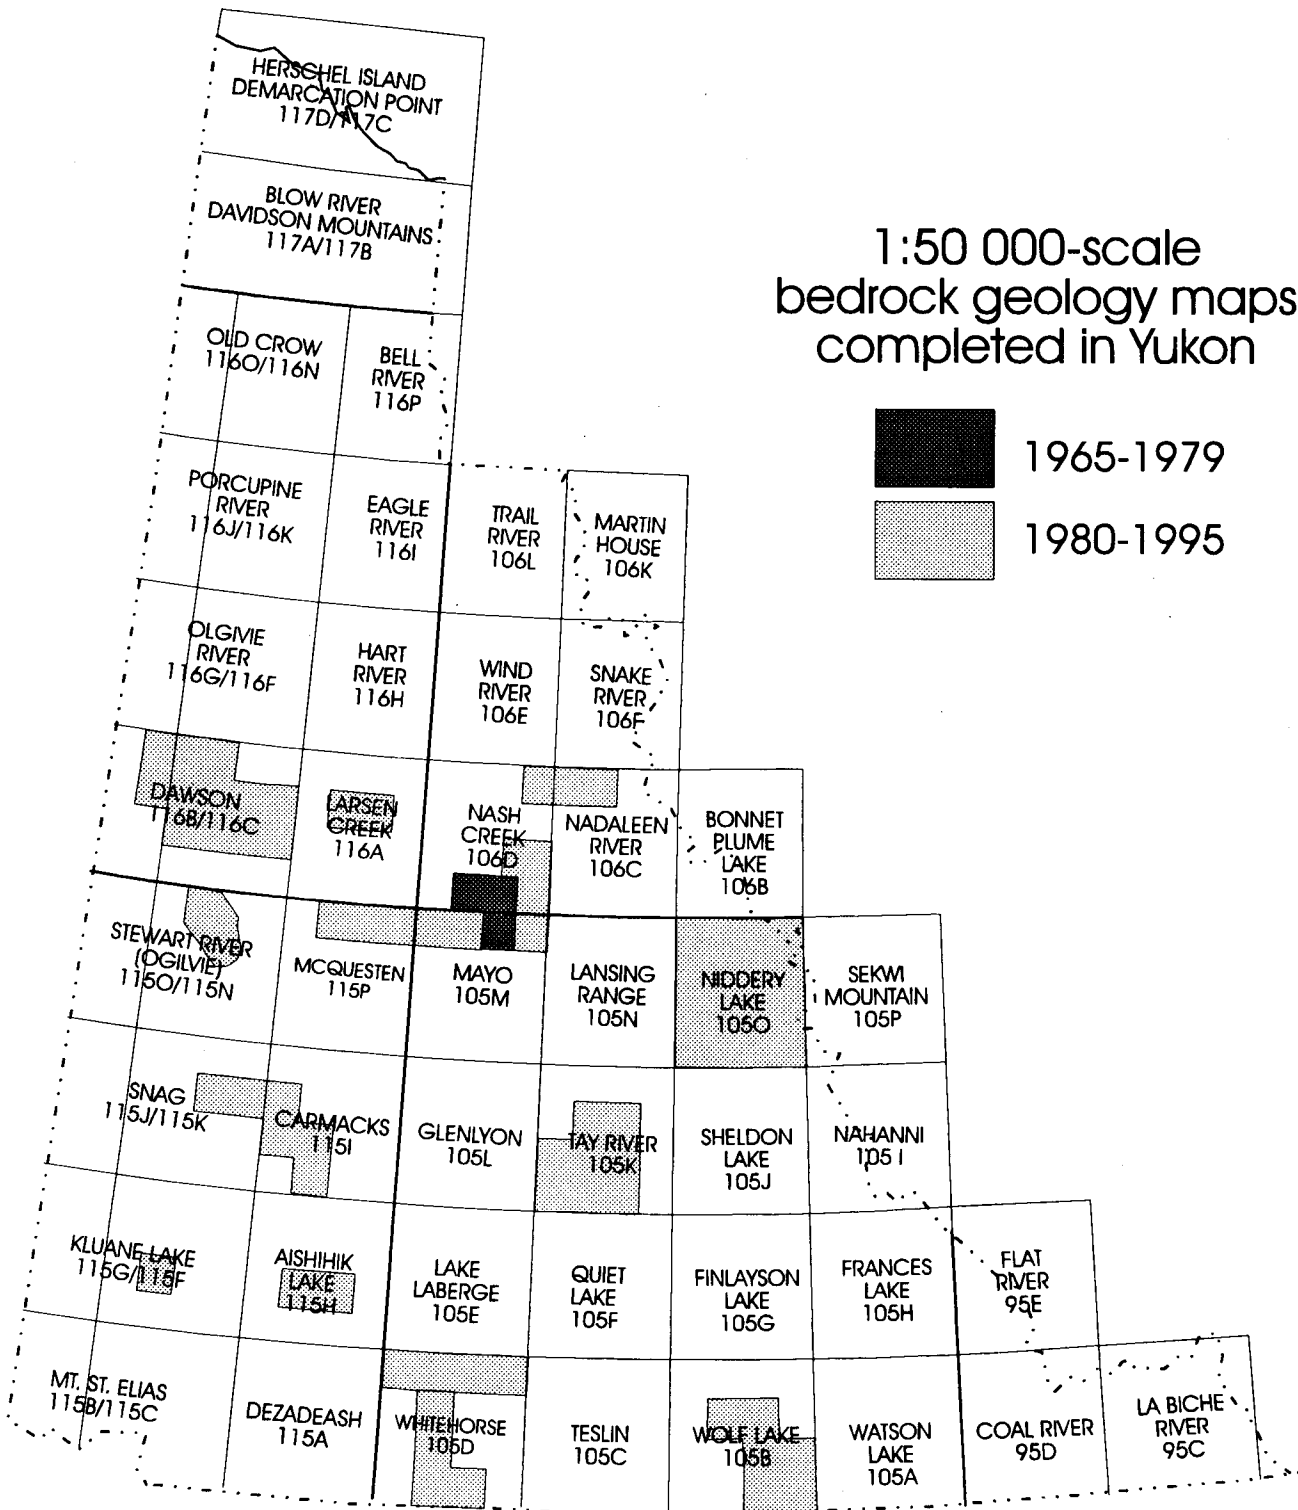 HERSCHEL ISLAND
DEMARCATION POINT
117D/117C
BLOW RIVER
DAVIDSON MOUNTAINS
117A/117B
1:50 000-scale
bedrock geology maps
completed in Yukon
1965-1979
1980-1995
OLD CROW
116O/116N
BELL
RIVER
116P
PORCUPINE
RIVER
116J/116K
EAGLE
RIVER
116I
TRAIL
RIVER
106L
MARTIN
HOUSE
106K
OLGIVIE
RIVER
116G/116F
HART
RIVER
116H
WIND
RIVER
106E
SNAKE
RIVER
106F
DAWSON
116B/116C
LARSEN
CREEK
116A
NASH
CREEK
106D
NADALEEN
RIVER
106C
BONNET
PLUME
LAKE
106B
STEWART RIVER
(OGILVIE)
115O/115N
MCQUESTEN
115P
MAYO
105M
LANSING
RANGE
105N
NIDDERY
LAKE
105O
SEKWI
MOUNTAIN
105P
SNAG
115J/115K
CARMACKS
115I
GLENLYON
105L
TAY RIVER
105K
SHELDON
LAKE
105J
NAHANNI
105 I
KLUANE LAKE
115G/115F
AISHIHIK
LAKE
115H
LAKE
LABERGE
105E
QUIET
LAKE
105F
FINLAYSON
LAKE
105G
FRANCES
LAKE
105H
FLAT
RIVER
95E
MT. ST. ELIAS
115B/115C
DEZADEASH
115A
WHITEHORSE
105D
TESLIN
105C
WOLF LAKE
105B
WATSON
LAKE
105A
COAL RIVER
95D
LA BICHE
RIVER
95C